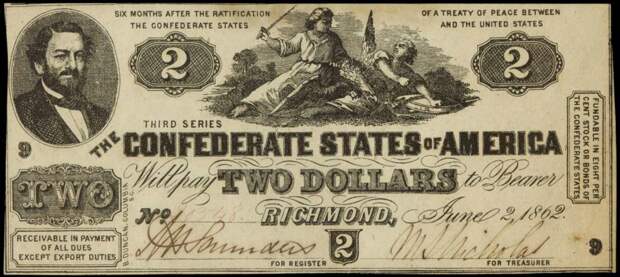 SIX MONTHS AFTER THE RATIFICATION
OF A TREATY OF PEACE BETWEEN
THE CONFEDERATE STATES
AND THE UNITED STATES
2
2
THIRD SERIES
9
THE CONFEDERATE STATES OF AMERICA
FUNDABLE IN EIGHT PER
CENT STOCK OR BONDS OF
THE CONFEDERATE STATES
TWO
Will pay TWO DOLLARS to Bearer
B. DUNCAN, COLUMBIA S.C.
No.
RICHMOND, June 2, 1862.
RECEIVABLE IN PAYMENT
OF ALL DUES
EXCEPT EXPORT DUTIES
2
9
FOR REGISTER
FOR TREASURER